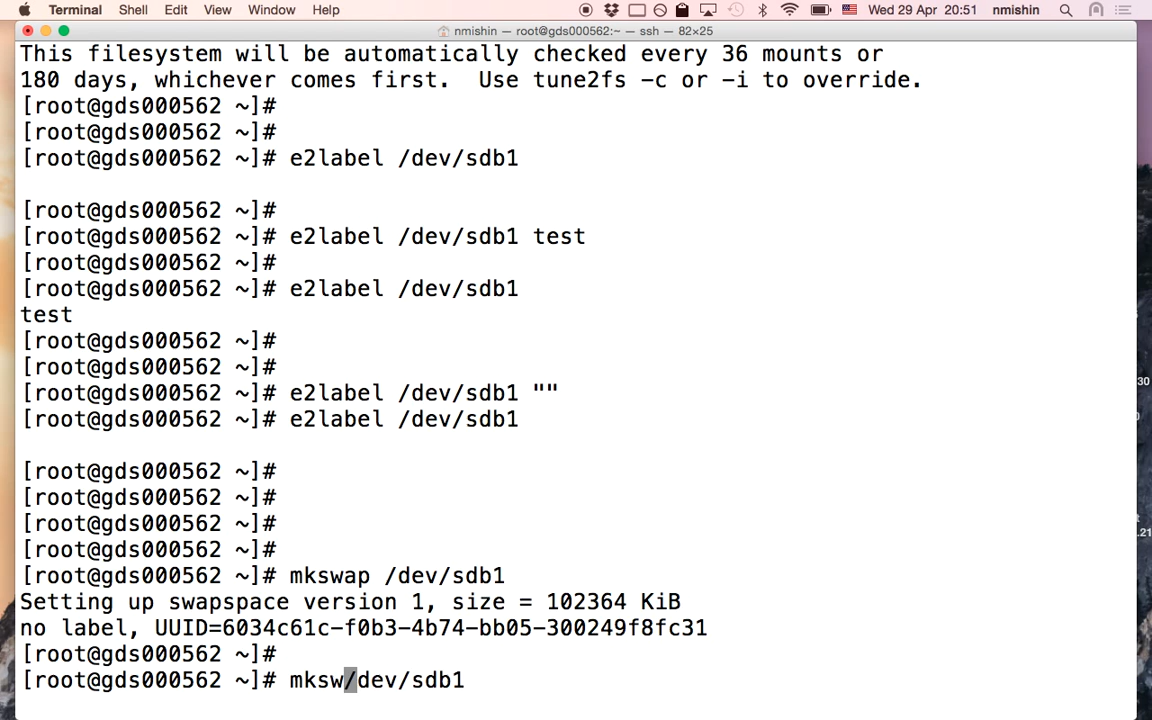 Terminal Shell Edit View Window Help Wed 29 Apr 20:51 nmishin
nmishin — root@gds000562:~ — ssh — 82×25
This filesystem will be automatically checked every 36 mounts or
180 days, whichever comes first.  Use tune2fs -c or -i to override.
[root@gds000562 ~]#
[root@gds000562 ~]#
[root@gds000562 ~]# e2label /dev/sdb1
[root@gds000562 ~]#
[root@gds000562 ~]# e2label /dev/sdb1 test
[root@gds000562 ~]#
[root@gds000562 ~]# e2label /dev/sdb1
test
[root@gds000562 ~]#
[root@gds000562 ~]#
[root@gds000562 ~]# e2label /dev/sdb1 ""
[root@gds000562 ~]# e2label /dev/sdb1
[root@gds000562 ~]#
[root@gds000562 ~]#
[root@gds000562 ~]#
[root@gds000562 ~]#
[root@gds000562 ~]# mkswap /dev/sdb1
Setting up swapspace version 1, size = 102364 KiB
no label, UUID=6034c61c-f0b3-4b74-bb05-300249f8fc31
[root@gds000562 ~]#
[root@gds000562 ~]# mksw/dev/sdb1